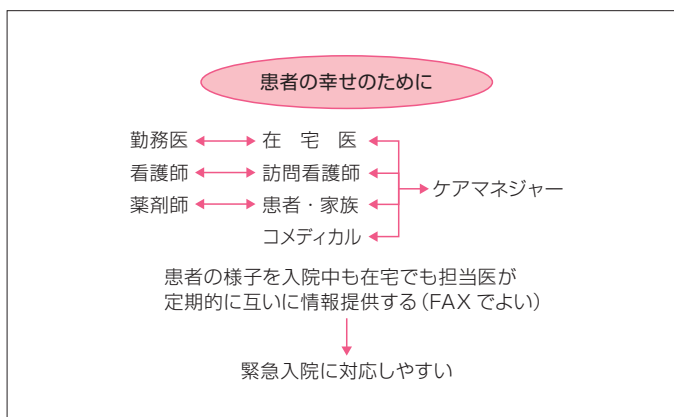 患者の幸せのために
勤務医 在宅医
看護師 訪問看護師
薬剤師 患者・家族
コメディカル
ケアマネジャー
患者の様子を入院中も在宅でも担当医が
定期的に互いに情報提供する(FAX でよい)
緊急入院に対応しやすい